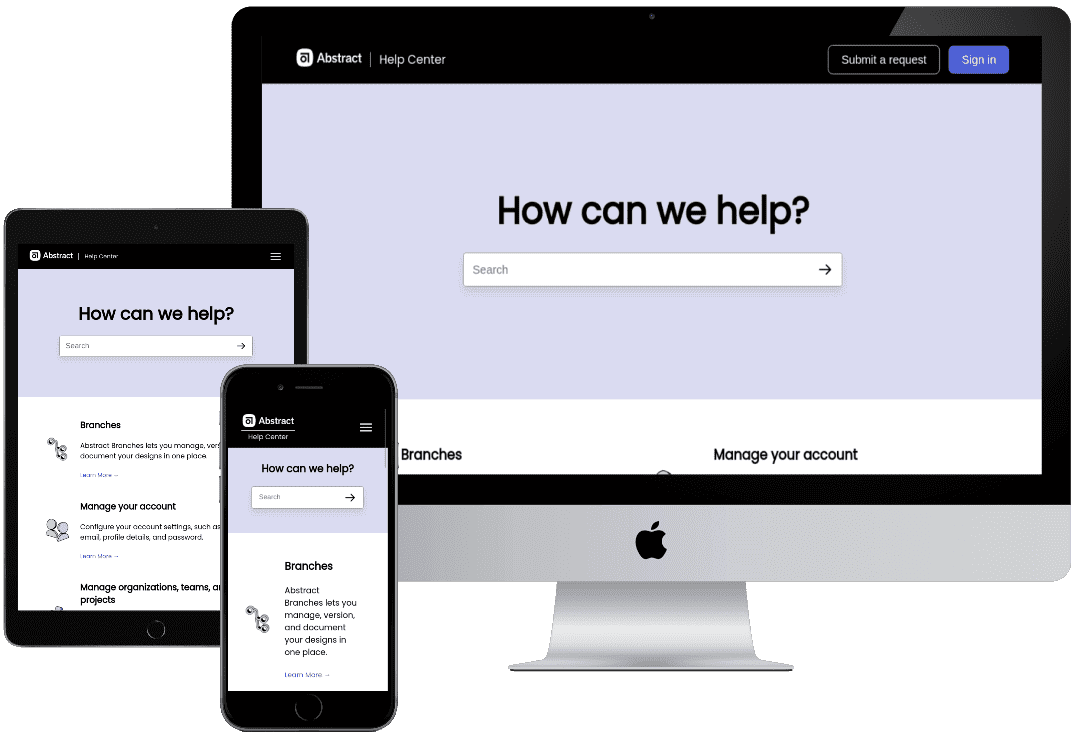 Abstract | Help Center
Submit a request
Sign in
How can we help?
Search
Branches
Manage your account
Abstract | Help Center
How can we help?
Search
Branches
Abstract Branches lets you manage, ver
document your designs in one place.
Learn More →
Manage your account
Configure your account settings, such as
email, profile details, and password.
Learn More →
Manage organizations, teams, a
projects
Abstract
Help Center
How can we help?
Search
Branches
Abstract
Branches lets you
manage, version,
and document
your designs in
one place.
Learn More →